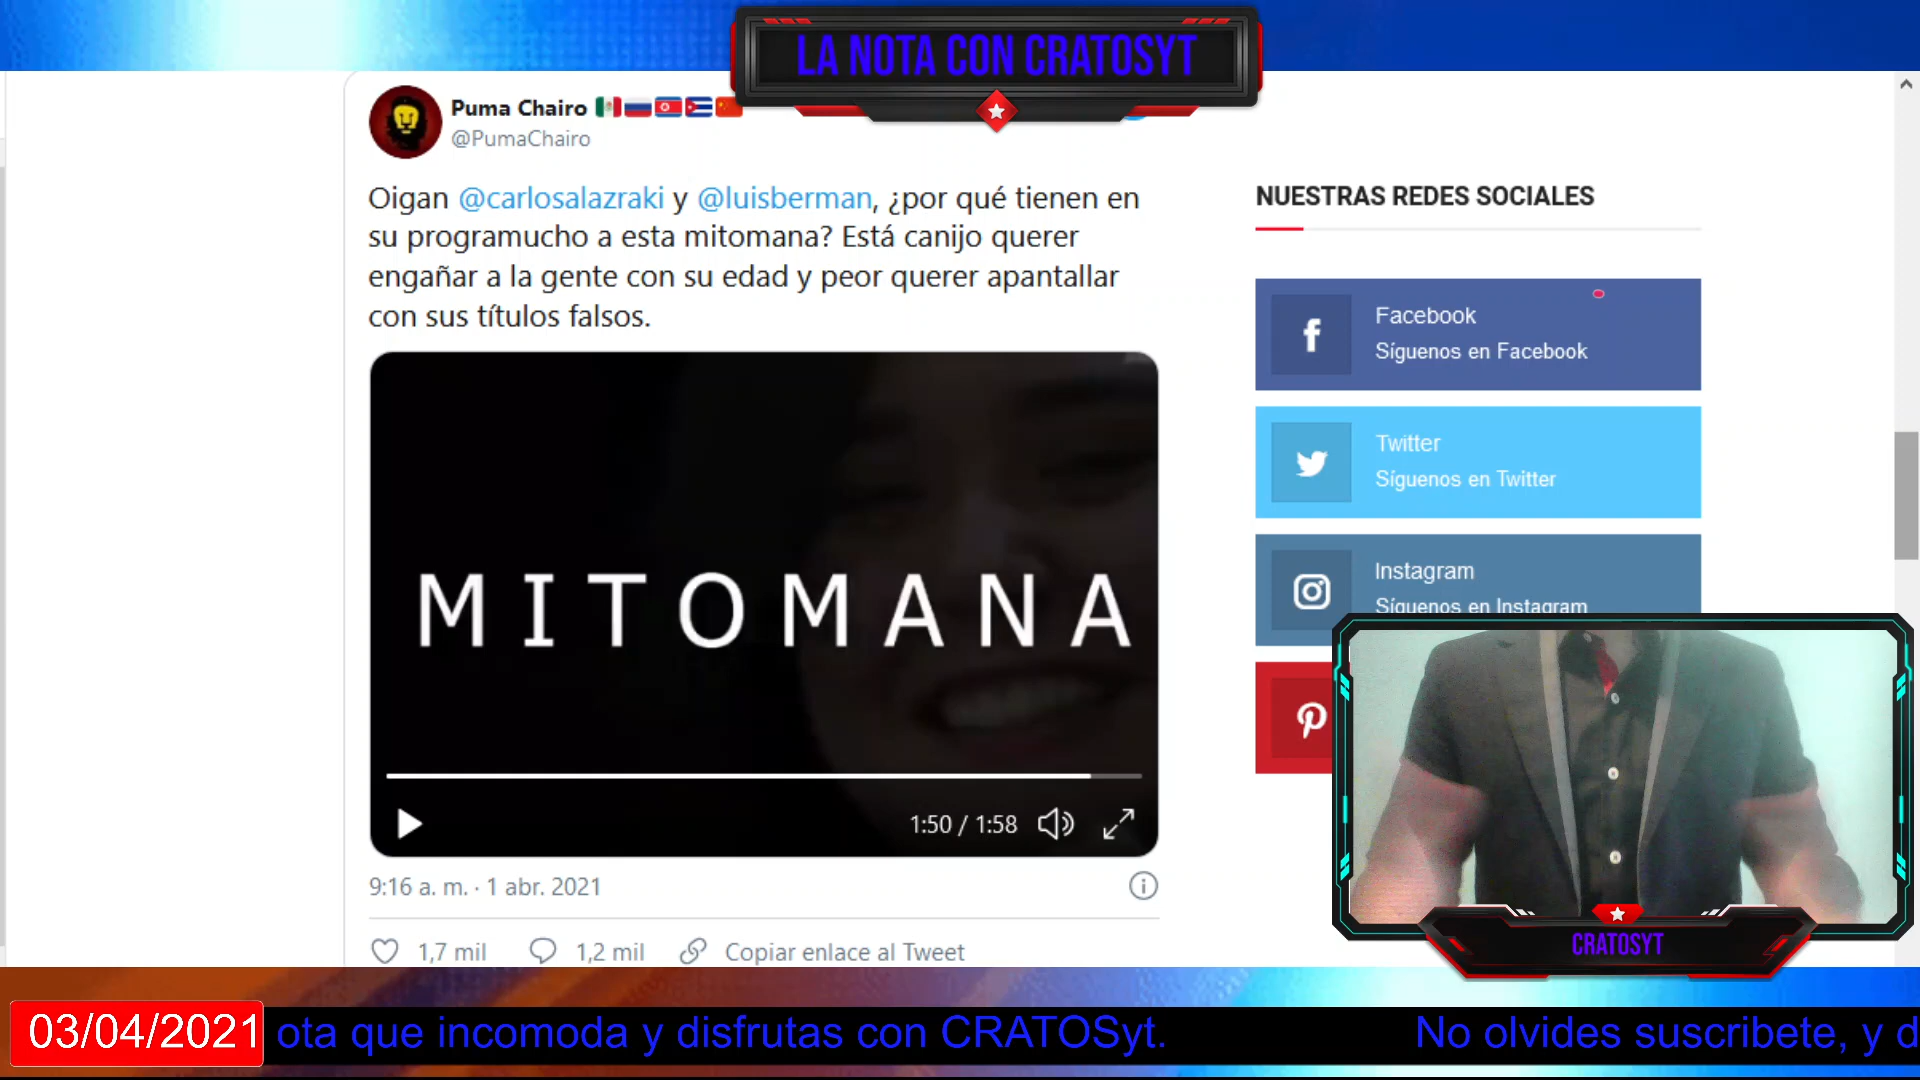 LA NOTA CON CRATOSYT
Puma Chairo
@PumaChairo
Oigan @carlosalazraki y @luisberman, ¿por qué tienen en
su programucho a esta mitomana? Está canijo querer
engañar a la gente con su edad y peor querer apantallar
con sus títulos falsos.
MITOMANA
1:50 / 1:58
9:16 a. m. · 1 abr. 2021
1,7 mil 1,2 mil Copiar enlace al Tweet
NUESTRAS REDES SOCIALES
Facebook
Síguenos en Facebook
Twitter
Síguenos en Twitter
Instagram
Síguenos en Instagram
CRATOSYT
03/04/2021 ota que incomoda y disfrutas con CRATOSyt. No olvides suscribete, y d